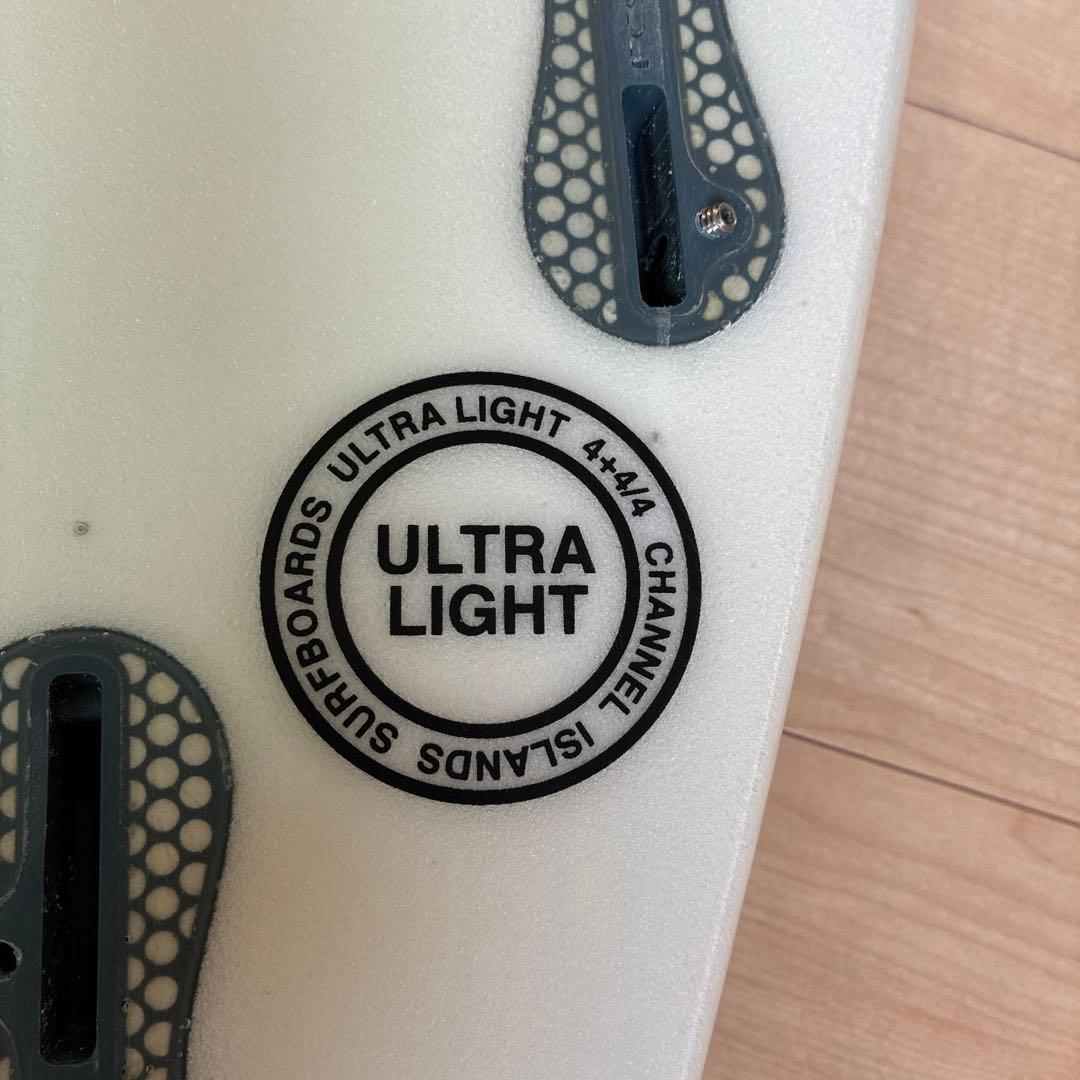 ULTRA LIGHT 4+4/4 CHANNEL ISLANDS SURFBOARDS
ULTRA
LIGHT